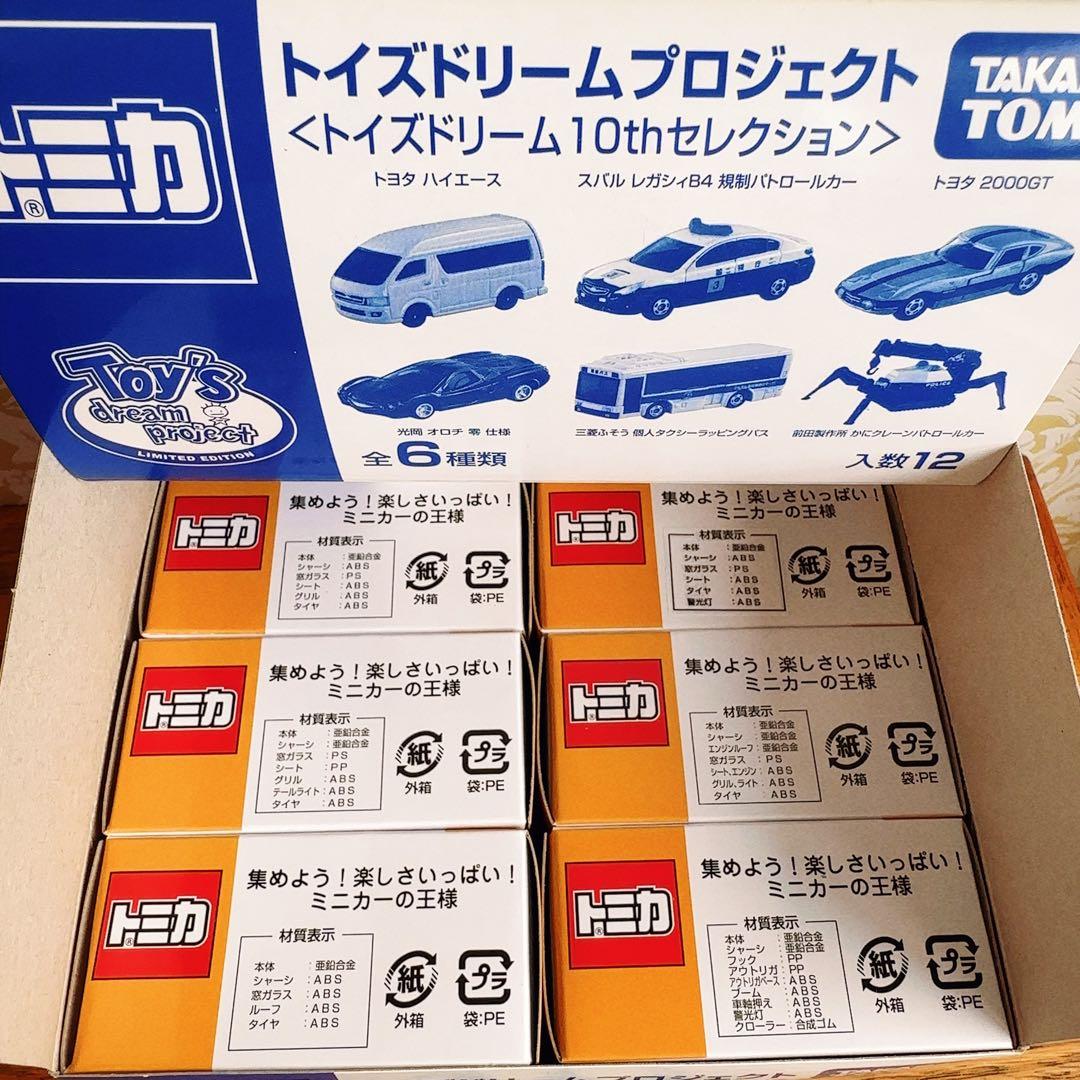 トミカ®
トイズドリームプロジェクト
<トイズドリーム10thセレクション>
TAKA
TOM
トヨタ ハイエース
スバル レガシィB4 規制パトロールカー
トヨタ 2000GT
3
POLICE
光岡 オロチ 零 仕様
三菱ふそう 個人タクシーラッピングバス
前田製作所 かにクレーンパトロールカー
Toy's
dream
project
LIMITED EDITION
全6種類
入数12
トミカ®
集めよう!楽しさいっぱい!
ミニカーの王様
材質表示
本体 :亜鉛合金
シャーシ :ABS
窓ガラス :PS
シート :ABS
グリル :ABS
タイヤ :ABS
紙
外箱
プラ
袋:PE
トミカ®
集めよう!楽しさいっぱい!
ミニカーの王様
材質表示
本体 :亜鉛合金
シャーシ :ABS
窓ガラス :PS
シート :ABS
タイヤ :ABS
警光灯 :ABS
紙
外箱
プラ
袋:PE
トミカ®
集めよう!楽しさいっぱい!
ミニカーの王様
材質表示
本体 :亜鉛合金
シャーシ :亜鉛合金
窓ガラス :PS
シート :PP
グリル :ABS
テールライト :ABS
タイヤ :ABS
紙
外箱
プラ
袋:PE
トミカ®
集めよう!楽しさいっぱい!
ミニカーの王様
材質表示
本体 :亜鉛合金
シャーシ :亜鉛合金
エンジンルーフ :亜鉛合金
窓ガラス :PS
シート、エンジン :ABS
グリル、ライト :ABS
タイヤ :ABS
紙
外箱
プラ
袋:PE
トミカ®
集めよう!楽しさいっぱい!
ミニカーの王様
材質表示
本体 :亜鉛合金
シャーシ :ABS
窓ガラス :ABS
ルーフ :ABS
タイヤ :ABS
紙
外箱
プラ
袋:PE
トミカ®
集めよう!楽しさいっぱい!
ミニカーの王様
材質表示
本体 :亜鉛合金
シャーシ :亜鉛合金
フック :PP
アウトリガ :PP
アウトリガベース :ABS
ブーム :ABS
車軸押え :ABS
警光灯 :ABS
クローラー :合成ゴム
紙
外箱
プラ
袋:PE
ドリームプロジェクト